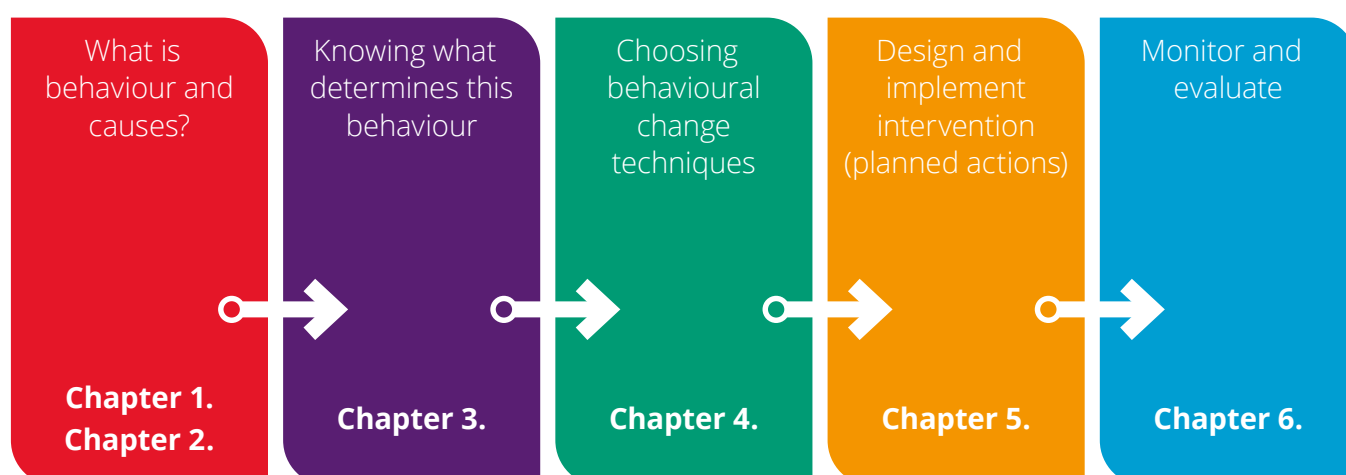 What is
behaviour and
causes?
Chapter 1.
Chapter 2.
Knowing what
determines this
behaviour
Chapter 3.
Choosing
behavioural
change
techniques
Chapter 4.
Design and
implement
intervention
(planned actions)
Chapter 5.
Monitor and
evaluate
Chapter 6.